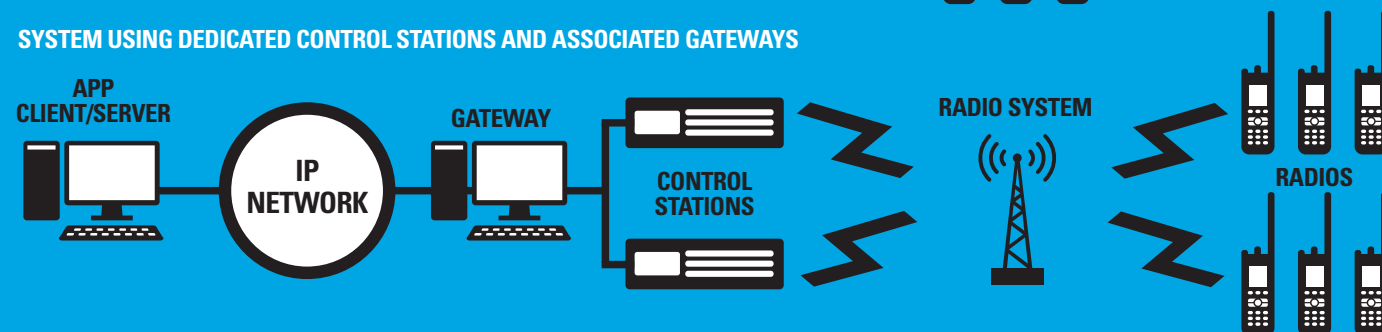 SYSTEM USING DEDICATED CONTROL STATIONS AND ASSOCIATED GATEWAYS
APP
CLIENT/SERVER
IP
NETWORK
GATEWAY
CONTROL
STATIONS
RADIO SYSTEM
RADIOS